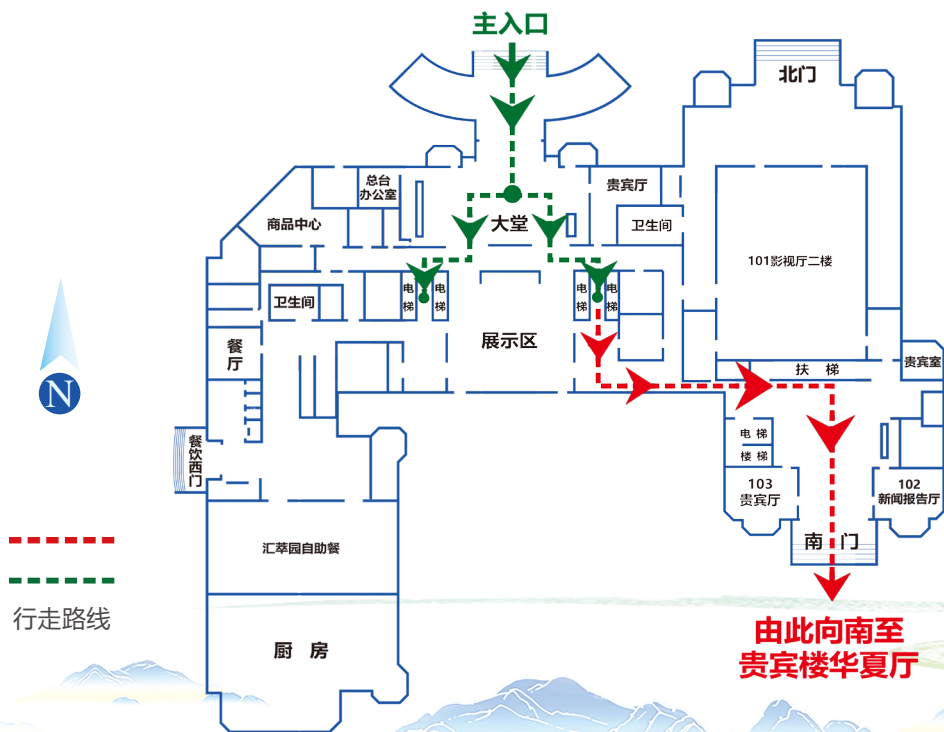 主入口
北门
总台
办公室
贵宾厅
商品中心
大堂
卫生间
101影视厅二楼
电梯
电梯
电梯
电梯
卫生间
展示区
餐厅
扶 梯
贵宾室
N
电 梯
楼 梯
餐饮西门
103
贵宾厅
102
新闻报告厅
南 门
汇萃园自助餐
行走路线
由此向南至
贵宾楼华夏厅
厨 房